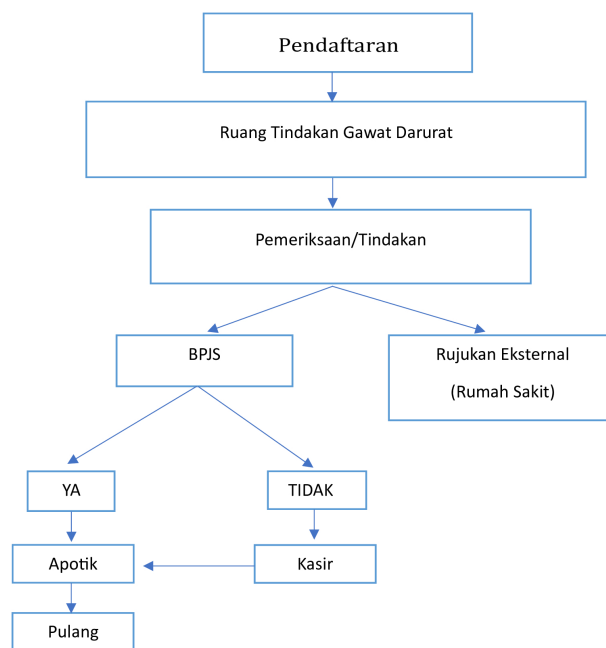 Pendaftaran
Ruang Tindakan Gawat Darurat
Pemeriksaan/Tindakan
BPJS
Rujukan Eksternal
(Rumah Sakit)
YA
TIDAK
Apotik
Kasir
Pulang